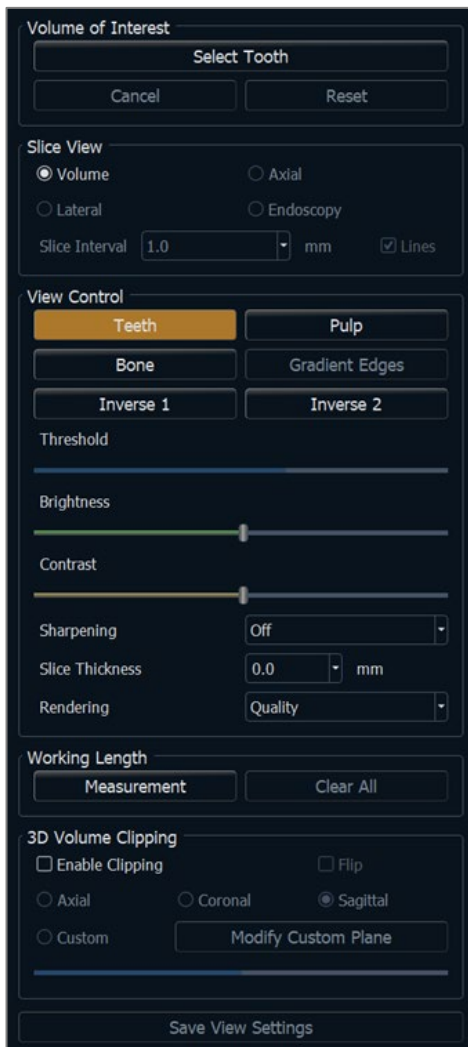 Volume of Interest
Select Tooth
Cancel Reset
Slice View
Volume Axial
Lateral Endoscopy
Slice Interval 1.0 mm Lines
View Control
Teeth Pulp
Bone Gradient Edges
Inverse 1 Inverse 2
Threshold
Brightness
Contrast
Sharpening Off
Slice Thickness 0.0 mm
Rendering Quality
Working Length
Measurement Clear All
3D Volume Clipping
Enable Clipping Flip
Axial Coronal Sagittal
Custom Modify Custom Plane
Save View Settings